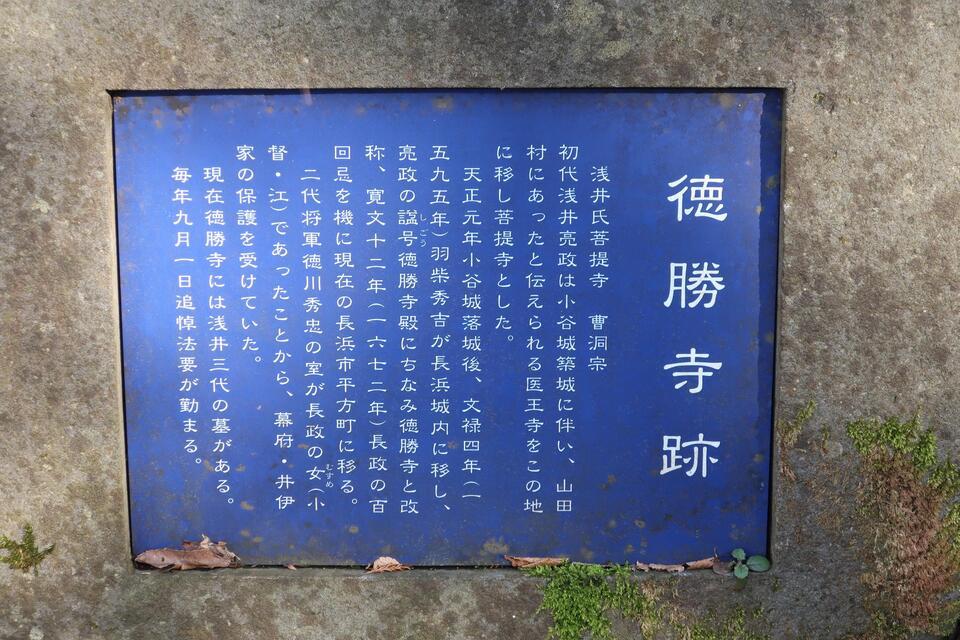 徳勝寺跡
浅井氏菩提寺　曹洞宗
初代浅井亮政は小谷城築城に伴い、山田
村にあったと伝えられる医王寺をこの地
に移し菩提寺とした。
天正元年小谷城落城後、文禄四年(一
五九五年)羽柴秀吉が長浜城内に移し、
亮政の諡号しごう徳勝寺殿にちなみ徳勝寺と改
称、寛文十二年(一六七二年)長政の百
回忌を機に現在の長浜市平方町に移る。
二代将軍徳川秀忠の室が長政の女むすめ(小
督・江)であったことから、幕府・井伊
家の保護を受けていた。
現在徳勝寺には浅井三代の墓がある。
毎年九月一日追悼法要が勤まる。